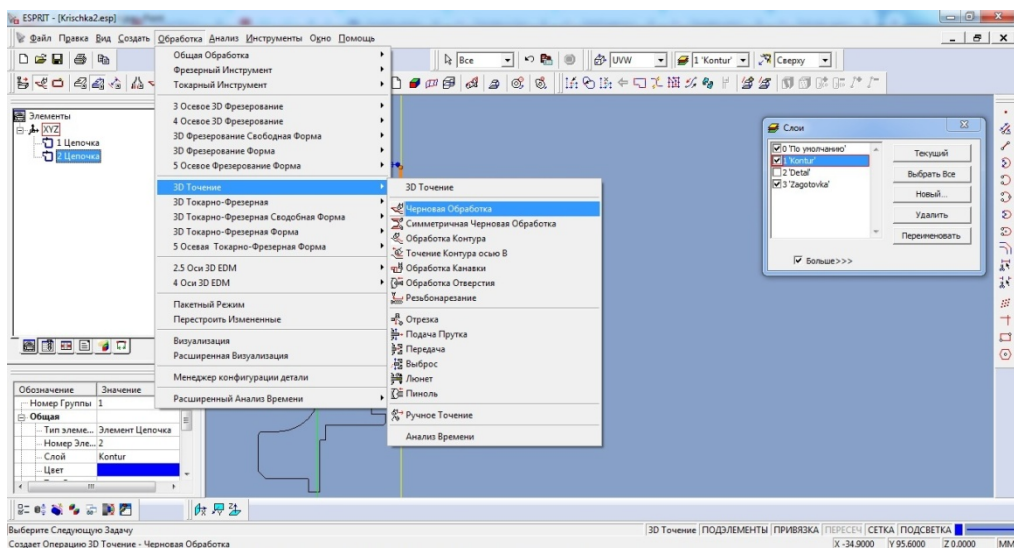 ESPRIT - [Krischka2.esp]
Файл Правка Вид Создать Обработка Анализ Инструменты Окно Помощь
Все
UVW
1 'Kontur'
Сверху
Элементы
XYZ
1 Цепочка
2 Цепочка
Общая Обработка
Фрезерный Инструмент
Токарный Инструмент
3 Осевое 3D Фрезерование
4 Осевое 3D Фрезерование
3D Фрезерование Свободная Форма
3D Фрезерование Форма
5 Осевое Фрезерование Форма
3D Точение
3D Токарно-Фрезерная
3D Токарно-Фрезерная Сводобная Форма
3D Токарно-Фрезерная Форма
5 Осевая Токарно-Фрезерная Форма
2.5 Оси 3D EDM
4 Оси 3D EDM
Пакетный Режим
Перестроить Измененные
Визуализация
Расширенная Визуализация
Менеджер конфигурации детали
Расширенный Анализ Времени
3D Точение
Черновая Обработка
Симметричная Черновая Обработка
Обработка Контура
Точение Контура осью B
Обработка Канавки
Обработка Отверстия
Резьбонарезание
Отрезка
Подача Прутка
Передача
Выброс
Люнет
Пиноль
Ручное Точение
Анализ Времени
Слои
0 'По умолчанию'
1 'Kontur'
2 'Detal'
3 'Zagotovka'
Текущий
Выбрать Все
Новый...
Удалить
Переименовать
Больше>>>
Обозначение Значение
Номер Группы 1
Общая
Тип элеме... Элемент Цепочка
Номер Эле... 2
Слой Kontur
Цвет
Выберите Следующую Задачу
3D Точение ПОДЭЛЕМЕНТЫ ПРИВЯЗКА ПЕРЕСЕЧ СЕТКА ПОДСВЕТКА
Создает Операцию 3D Точение - Черновая Обработка
X -34.9000 Y 95.6000 Z 0.0000 MM